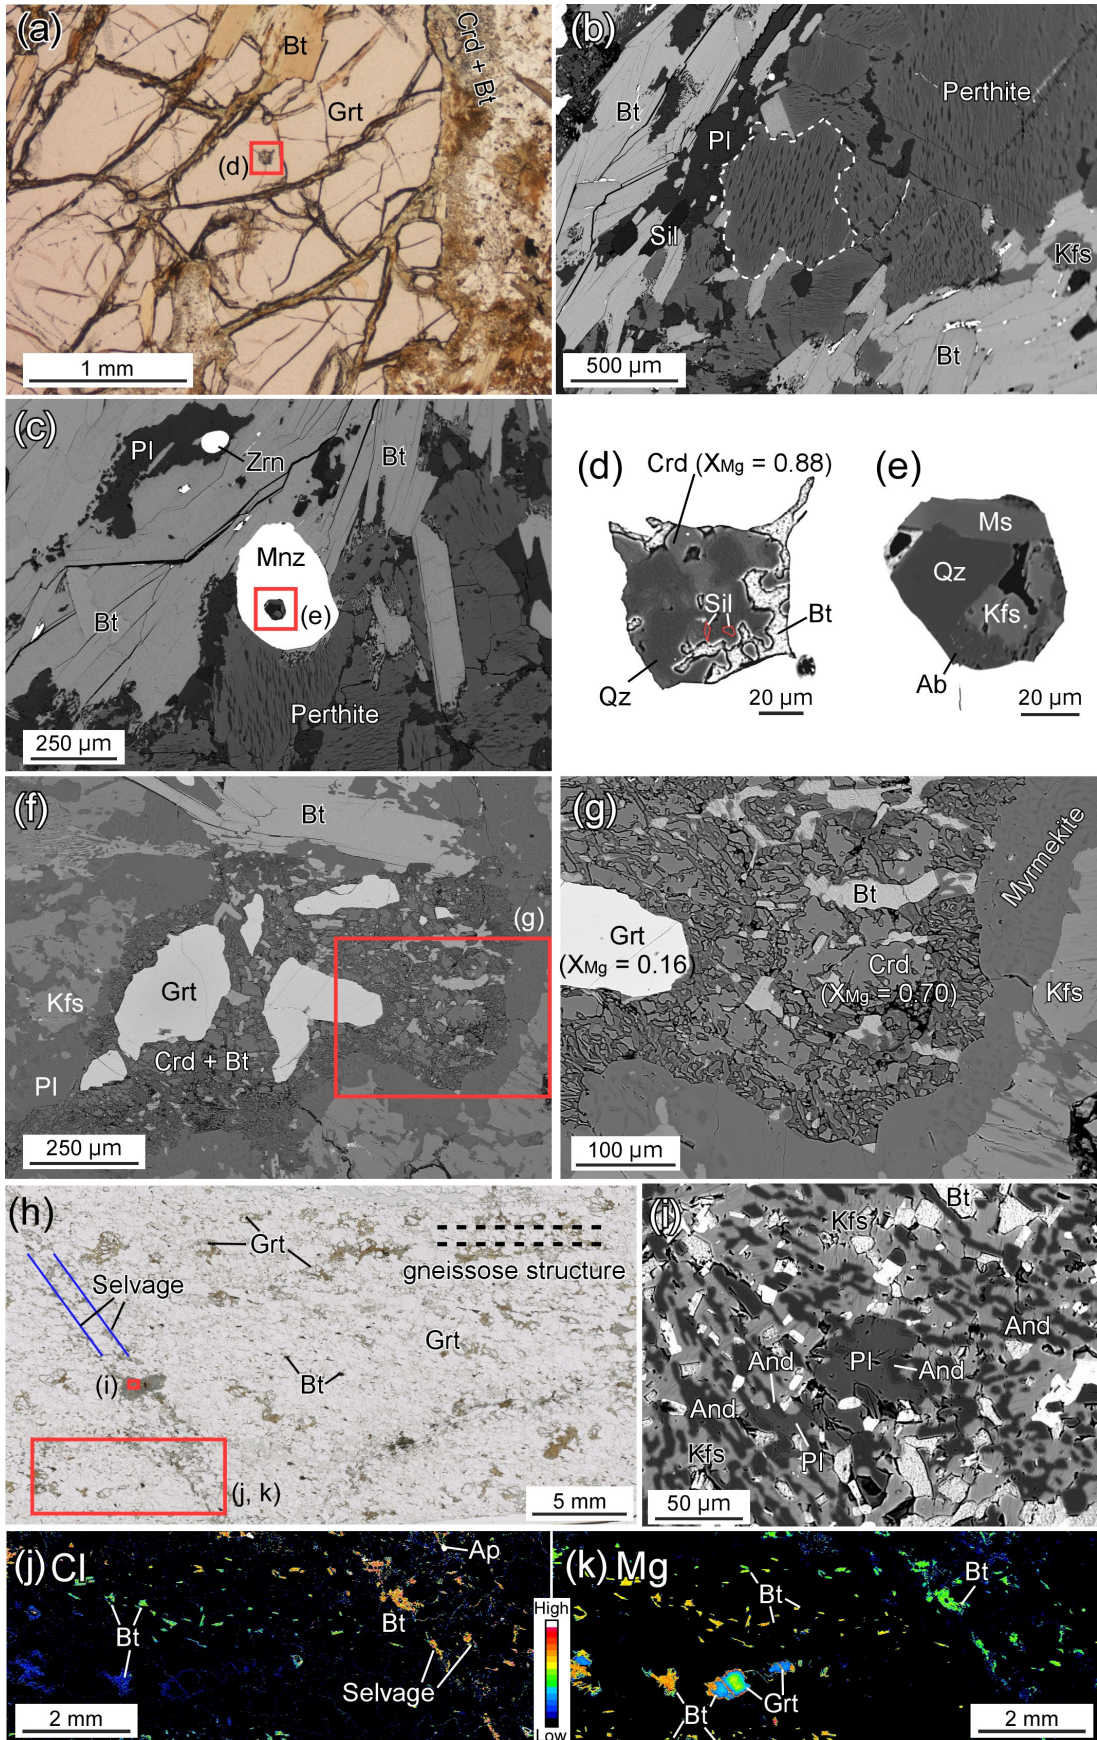 (a)
Bt
Crd + Bt
Grt
(d)
1 mm
(b)
Perthite
Bt
Pl
Sil
Kfs
Bt
500 µm
(c)
Pl
Zrn
Bt
Mnz
(e)
Bt
Perthite
250 µm
(d)
Crd (XMg = 0.88)
Sil
Bt
Qz
20 µm
(e)
Ms
Qz
Kfs
Ab
20 µm
(f)
Bt
(g)
Grt
Kfs
Crd + Bt
Pl
250 µm
(g)
Myrmekite
Bt
Grt
(XMg = 0.16)
Crd
(XMg = 0.70)
Kfs
100 µm
(h)
Grt
gneissose structure
Selvage
Grt
(i)
Bt
(j, k)
5 mm
(i)
Bt
Kfs
And
And
Pl
And
And
Kfs
Pl
50 µm
(j) Cl
Ap
Bt
Bt
Selvage
2 mm
High
Low
(k) Mg
Bt
Bt
Grt
Bt
2 mm